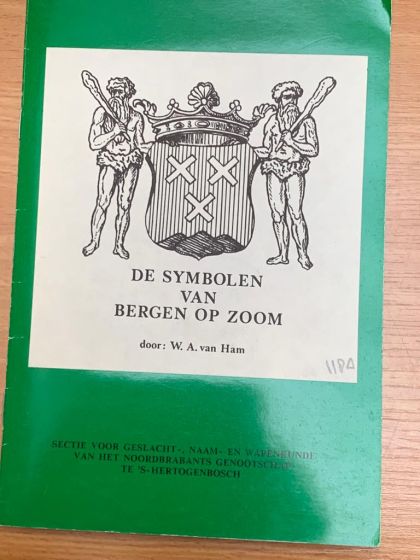 DE SYMBOLEN
VAN
BERGEN OP ZOOM
door: W. A. van Ham
118A
SECTIE VOOR GESLACHT-, NAAM- EN WAPENKUNDE
VAN HET NOORDBRABANTS GENOOTSCHAP
TE 'S-HERTOGENBOSCH